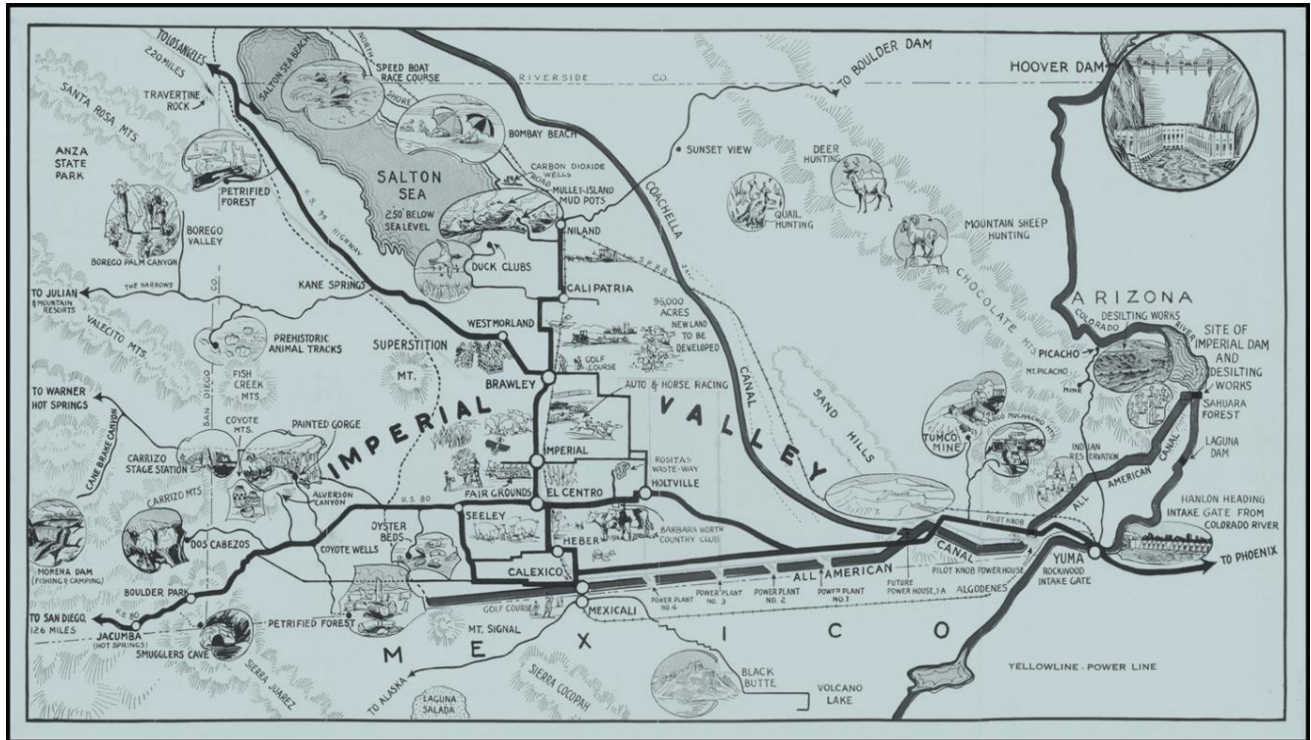 TO LOS ANGELES
220 MILES
TRAVERTINE
ROCK
SANTA ROSA MTS.
ANZA
STATE
PARK
PETRIFIED
FOREST
BOREGO
VALLEY
BOREGO PALM CANYON
U.S. 99
HIGHWAY
SALTON SEA BEACH
SPEED BOAT
RACE COURSE
NORTH
SHORE
ROAD
BOMBAY BEACH
SALTON
SEA
250' BELOW
SEA LEVEL
CARBON DIOXIDE
WELLS
MULLET-ISLAND
MUD POTS
DUCK CLUBS
NILAND
RIVERSIDE CO.
TO BOULDER DAM
SUNSET VIEW
COACHELLA
CANAL
QUAIL
HUNTING
DEER
HUNTING
MOUNTAIN SHEEP
HUNTING
CHOCOLATE MTS.
HOOVER DAM
ARIZONA
COLORADO RIVER
DESILTING WORKS
PICACHO
MT. PICACHO
MINE
SITE OF
IMPERIAL DAM
AND
DESILTING
WORKS
SAHUARA
FOREST
LAGUNA
DAM
TO JULIAN
& MOUNTAIN
RESORTS
THE NARROWS
KANE SPRINGS
CALIPATRIA
S.P.R.R.
96,000
ACRES
NEW LAND
TO BE
DEVELOPED
WESTMORLAND
GOLF
COURSE
VALECITO MTS.
SAN DIEGO CO.
PREHISTORIC
ANIMAL TRACKS
FISH
CREEK
MTS.
SUPERSTITION
MT.
BRAWLEY
AUTO & HORSE RACING
IMPERIAL VALLEY
SAND HILLS
TO WARNER
HOT SPRINGS
CANE BRAKE CANYON
COYOTE
MTS.
PAINTED GORGE
CARRIZO
STAGE STATION
CARRIZO MTS
ALVERSON
CANYON
IMPERIAL
FAIR GROUNDS
EL CENTRO
ROSITAS
WASTE-WAY
HOLTVILLE
TUMCO
MINE
CARGO MUCHACHO MTS.
INDIAN
RESERVATION
ALL AMERICAN CANAL
HANLON HEADING
INTAKE GATE FROM
COLORADO RIVER
U.S. 80
SEELEY
HEBER
BARBARA WORTH
COUNTRY CLUB
OYSTER
BEDS
COYOTE WELLS
DOS CABEZOS
MORENA DAM
(FISHING & CAMPING)
BOULDER PARK
CALEXICO
ALL AMERICAN
CANAL
PILOT KNOB
PILOT KNOB POWER HOUSE
YUMA
ROCKWOOD
INTAKE GATE
TO PHOENIX
POWER PLANT
NO. 4
POWER PLANT
NO. 3
POWER PLANT
NO. 2
POWER PLANT
NO. 1
FUTURE
POWER HOUSE, 1-A
ALGODENES
U.S. 80
TO SAN DIEGO
126 MILES
JACUMBA
(HOT SPRINGS)
SMUGGLERS CAVE
PETRIFIED FOREST
GOLF COURSE
MEXICALI
MT. SIGNAL
MEXICO
SIERRA JUAREZ
TO ALASKA
LAGUNA
SALADA
SIERRA COCOPAH
BLACK
BUTTE
VOLCANO
LAKE
YELLOWLINE - POWER LINE